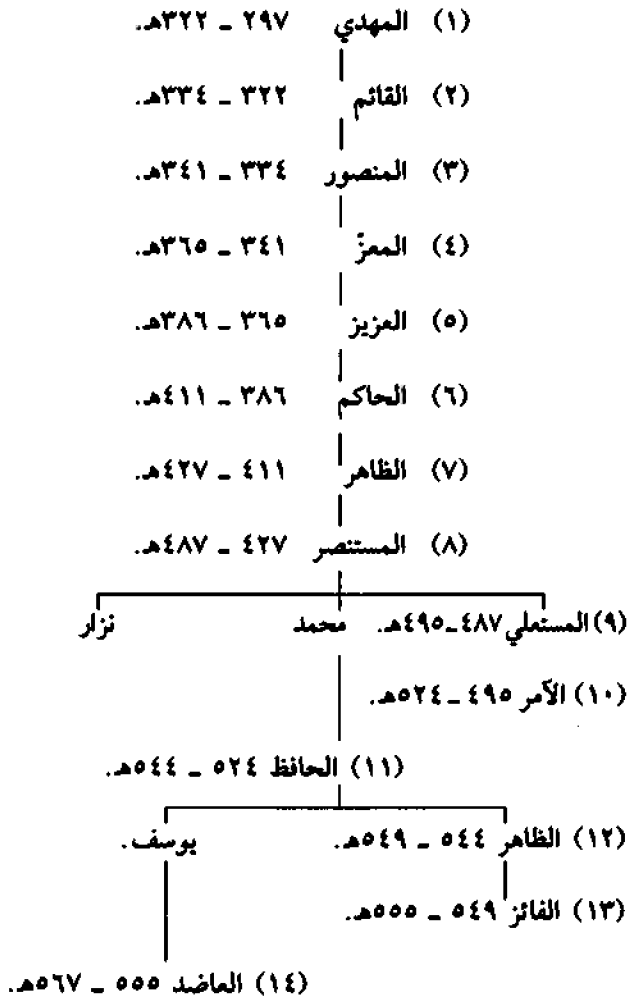 (١) المهدي ٢٩٧ - ٣٢٢هـ.
(٢) القائم ٣٢٢ - ٣٣٤هـ.
(٣) المنصور ٣٣٤ - ٣٤١هـ.
(٤) المعزّ ٣٤١ - ٣٦٥هـ.
(٥) العزيز ٣٦٥ - ٣٨٦هـ.
(٦) الحاكم ٣٨٦ - ٤١١هـ.
(٧) الظاهر ٤١١ - ٤٢٧هـ.
(٨) المستنصر ٤٢٧ - ٤٨٧هـ.
(٩) المستعلي ٤٨٧-٤٩٥هـ. محمد نزار
(١٠) الآمر ٤٩٥ - ٥٢٤هـ.
(١١) الحافظ ٥٢٤ - ٥٤٤هـ.
(١٢) الظاهر ٥٤٤ - ٥٤٩هـ. يوسف.
(١٣) الفائز ٥٤٩ - ٥٥٥هـ.
(١٤) العاضد ٥٥٥ - ٥٦٧هـ.